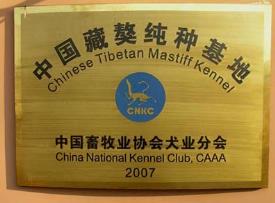 中国藏獒纯种基地
Chinese Tibetan Mastiff Kennel
CNKC
中国畜牧业协会犬业分会
China National Kennel Club, CAAA
2007